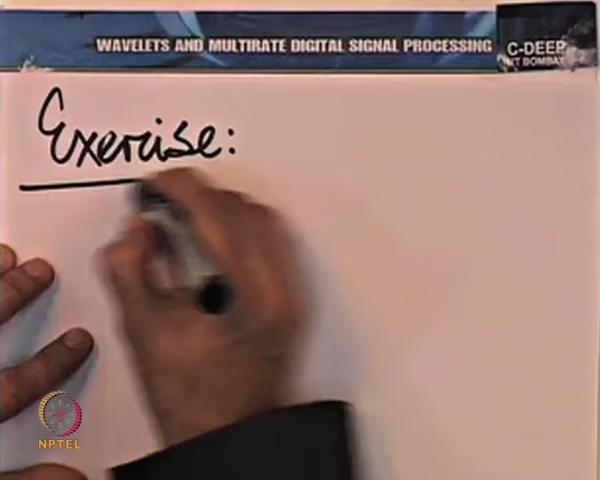 WAVELETS AND MULTIRATE DIGITAL SIGNAL PROCESSING
C-DEEP
IIT BOMBAY
Exercise:
NPTEL